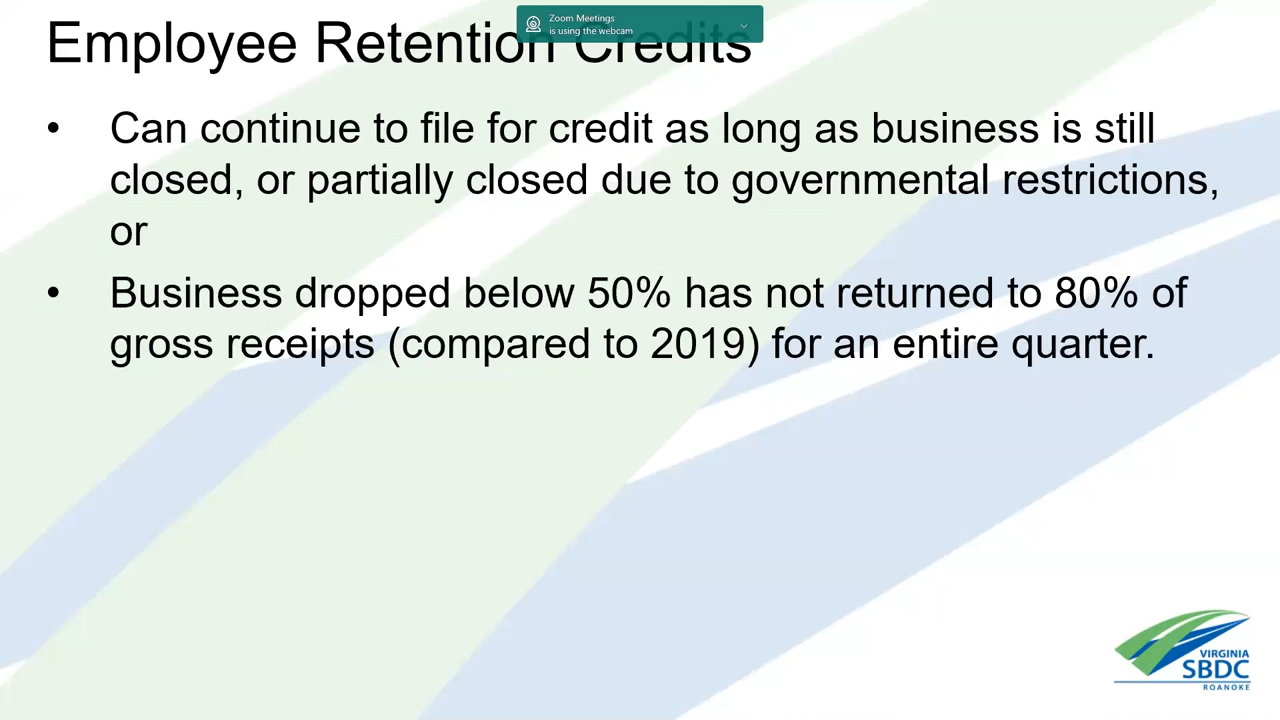 Employee Retention Credits
Zoom Meetings
is using the webcam
• Can continue to file for credit as long as business is still
closed, or partially closed due to governmental restrictions,
or
• Business dropped below 50% has not returned to 80% of
gross receipts (compared to 2019) for an entire quarter.
VIRGINIA
SBDC
ROANOKE